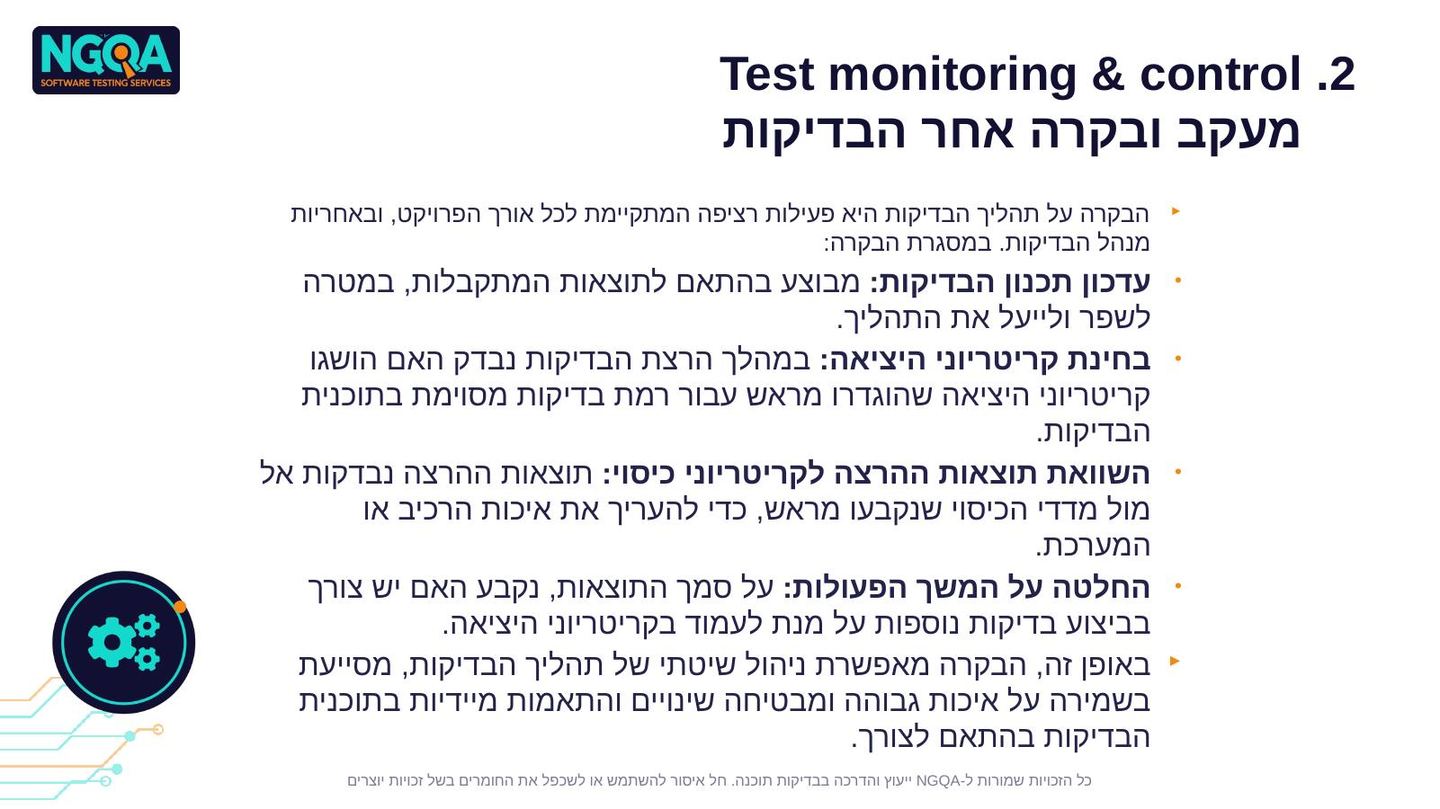 NGQA
SOFTWARE TESTING SERVICES
2. Test monitoring & control
מעקב ובקרה אחר הבדיקות
הבקרה על תהליך הבדיקות היא פעילות רציפה המתקיימת לכל אורך הפרויקט, ובאחריות
מנהל הבדיקות. במסגרת הבקרה:
עדכון תכנון הבדיקות: מבוצע בהתאם לתוצאות המתקבלות, במטרה
לשפר ולייעל את התהליך.
בחינת קריטריוני היציאה: במהלך הרצת הבדיקות נבדק האם הושגו
קריטריוני היציאה שהוגדרו מראש עבור רמת בדיקות מסוימת בתוכנית
הבדיקות.
השוואת תוצאות ההרצה לקריטריוני כיסוי: תוצאות ההרצה נבדקות אל
מול מדדי הכיסוי שנקבעו מראש, כדי להעריך את איכות הרכיב או
המערכת.
החלטה על המשך הפעולות: על סמך התוצאות, נקבע האם יש צורך
בביצוע בדיקות נוספות על מנת לעמוד בקריטריוני היציאה.
באופן זה, הבקרה מאפשרת ניהול שיטתי של תהליך הבדיקות, מסייעת
בשמירה על איכות גבוהה ומבטיחה שינויים והתאמות מיידיות בתוכנית
הבדיקות בהתאם לצורך.
כל הזכויות שמורות ל-NGQA ייעוץ והדרכה בבדיקות תוכנה. חל איסור להשתמש או לשכפל את החומרים בשל זכויות יוצרים